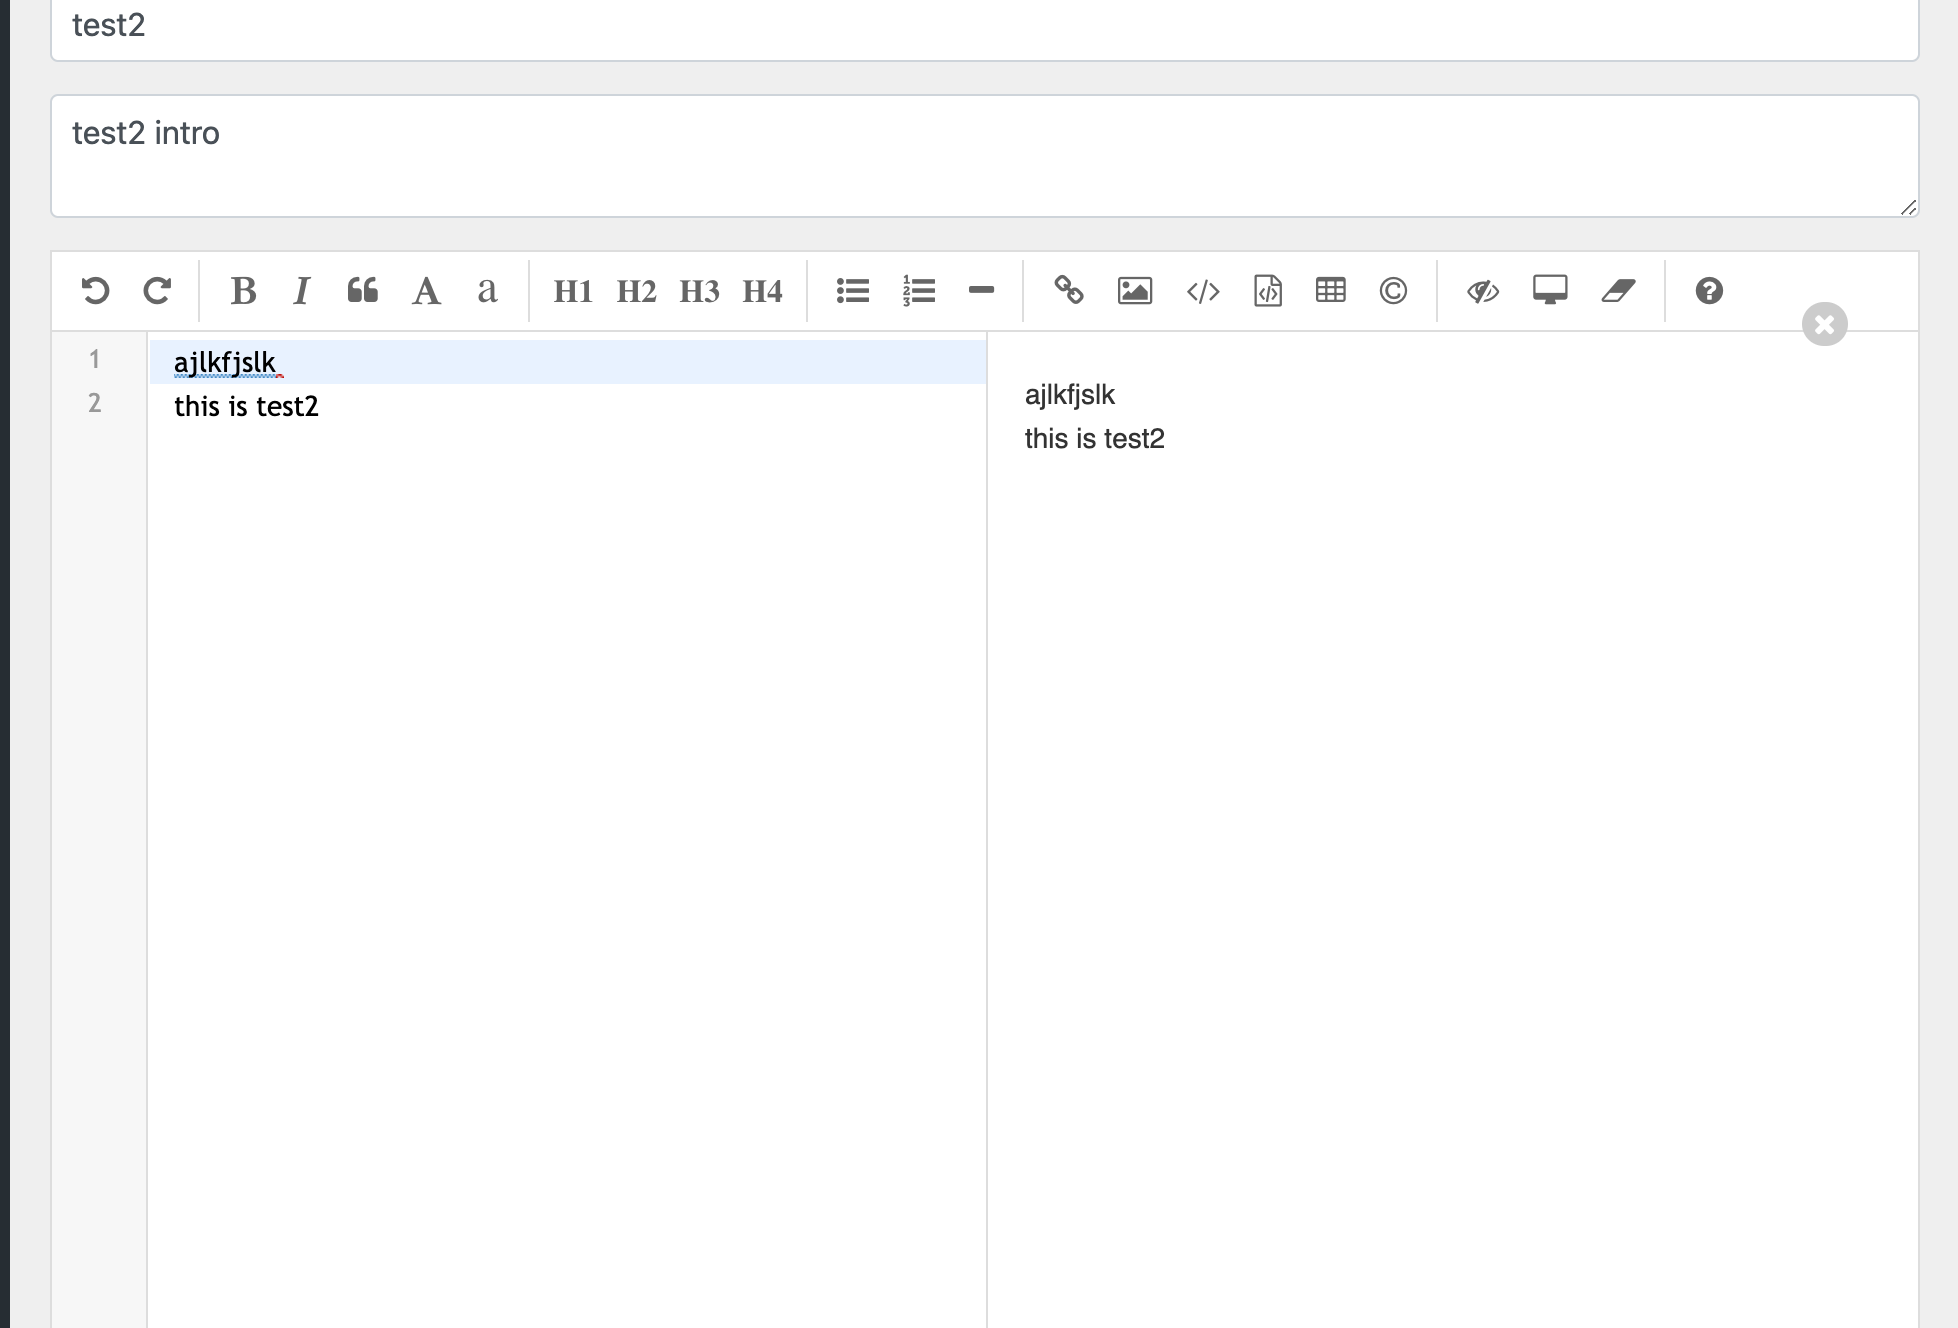 test2
test2 intro
B I A a H1 H2 H3 H4
1 ajlkfjslk
2 this is test2
ajlkfjslk
this is test2